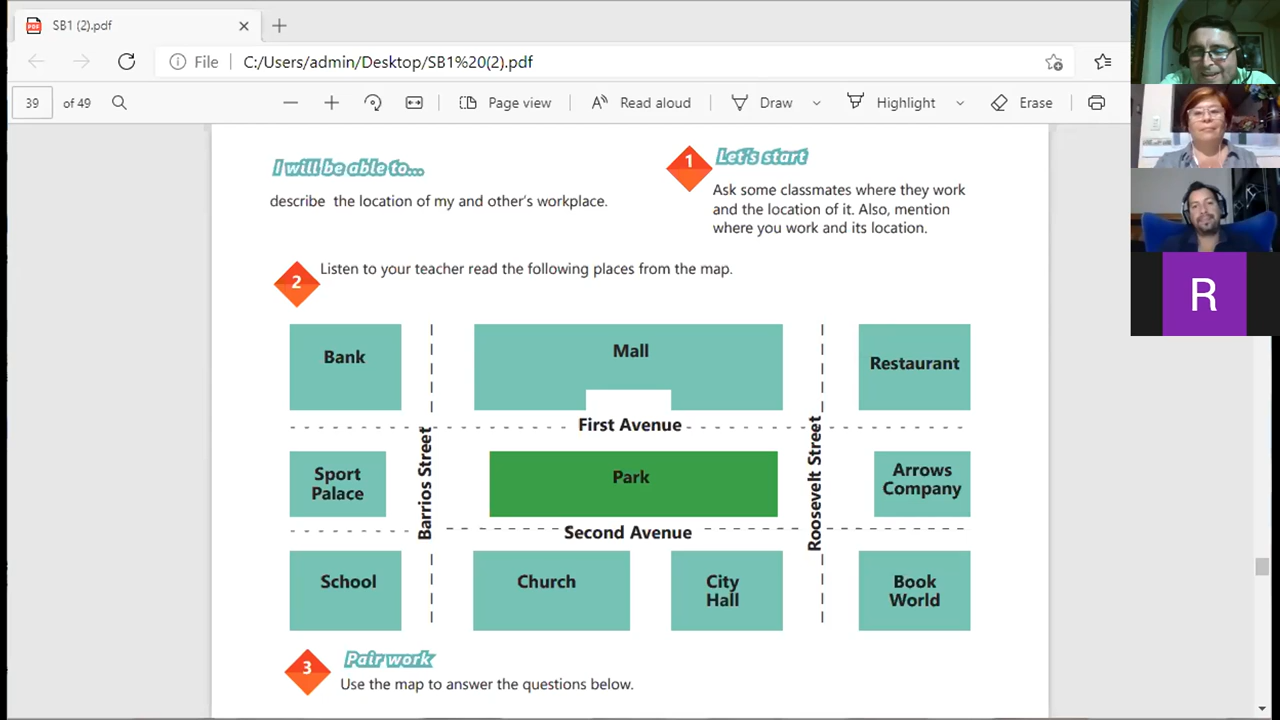 SB1 (2).pdf
File C:/Users/admin/Desktop/SB1%20(2).pdf
39 of 49 Page view Read aloud Draw Highlight Erase
I will be able to...
describe the location of my and other's workplace.
1 Let's start
Ask some classmates where they work
and the location of it. Also, mention
where you work and its location.
2 Listen to your teacher read the following places from the map.
Bank
Mall
Restaurant
First Avenue
Barrios Street
Roosevelt Street
Sport
Palace
Park
Arrows
Company
Second Avenue
School
Church
City
Hall
Book
World
3 Pair work
Use the map to answer the questions below.
R